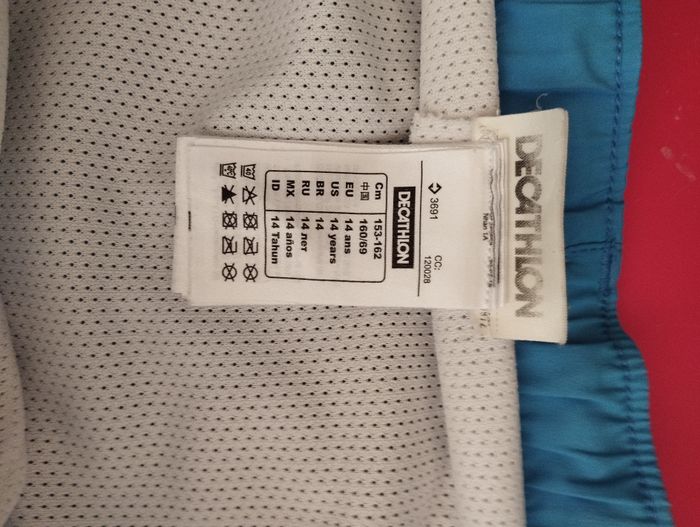 DECATHLON
3691
CC:
120028
DECATHLON
Cm 153-162
中国 160/69
EU 14 ans
US 14 years
BR 14
RU 14 лет
MX 14 años
ID 14 Tahun